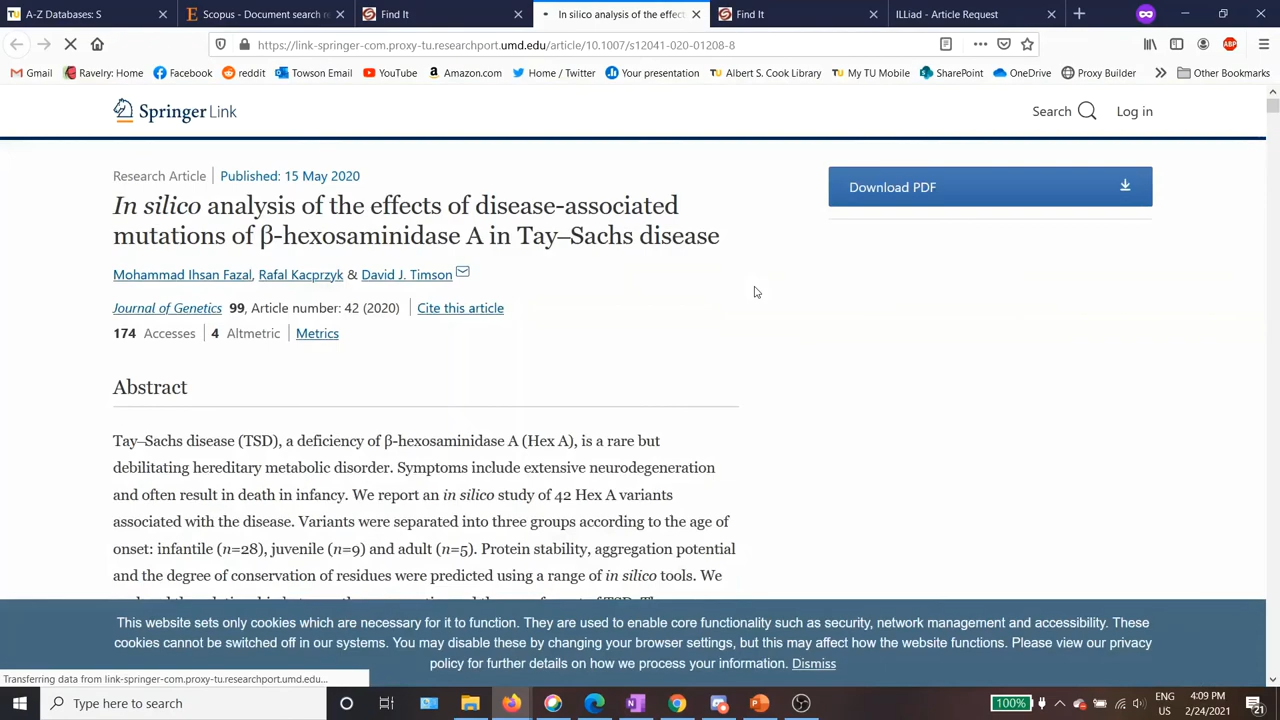 A-Z Databases: S
Scopus - Document search re
Find It
In silico analysis of the effect
Find It
ILLiad - Article Request
https://link-springer-com.proxy-tu.researchport.umd.edu/article/10.1007/s12041-020-01208-8
ABP
Gmail
Ravelry: Home
Facebook
reddit
Towson Email
YouTube
Amazon.com
Home / Twitter
Your presentation
TU Albert S. Cook Library
TU My TU Mobile
SharePoint
OneDrive
Proxy Builder
Other Bookmarks
Springer Link
Search
Log in
Research Article | Published: 15 May 2020
Download PDF
In silico analysis of the effects of disease-associated
mutations of β-hexosaminidase A in Tay–Sachs disease
Mohammad Ihsan Fazal, Rafal Kacprzyk & David J. Timson
Journal of Genetics 99, Article number: 42 (2020) | Cite this article
174 Accesses | 4 Altmetric | Metrics
Abstract
Tay–Sachs disease (TSD), a deficiency of β-hexosaminidase A (Hex A), is a rare but
debilitating hereditary metabolic disorder. Symptoms include extensive neurodegeneration
and often result in death in infancy. We report an in silico study of 42 Hex A variants
associated with the disease. Variants were separated into three groups according to the age of
onset: infantile (n=28), juvenile (n=9) and adult (n=5). Protein stability, aggregation potential
and the degree of conservation of residues were predicted using a range of in silico tools. We
This website sets only cookies which are necessary for it to function. They are used to enable core functionality such as security, network management and accessibility. These
cookies cannot be switched off in our systems. You may disable these by changing your browser settings, but this may affect how the website functions. Please view our privacy
policy for further details on how we process your information. Dismiss
Transferring data from link-springer-com.proxy-tu.researchport.umd.edu...
Type here to search
100%
ENG
US
4:09 PM
2/24/2021
21